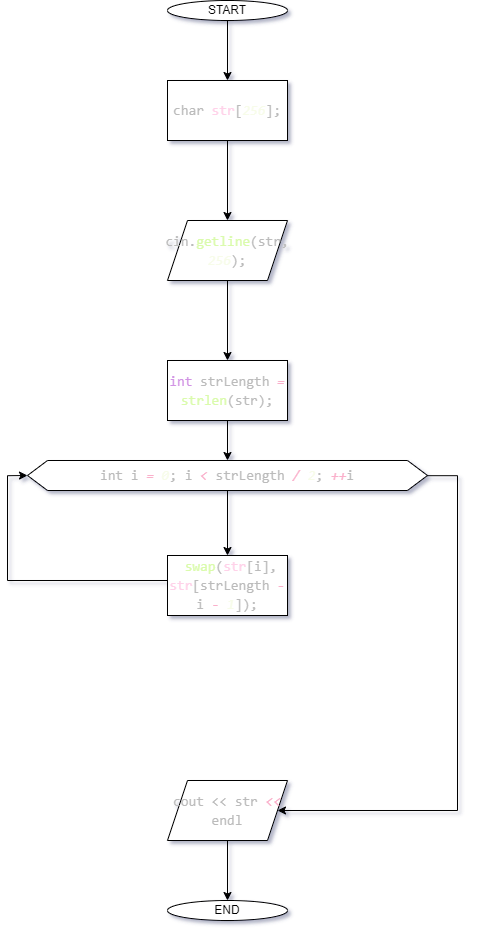 START
char str[256];
cin.getline(str,
256);
int strLength =
strlen(str);
int i = 0; i < strLength / 2; ++i
swap(str[i],
str[strLength -
i - 1]);
cout << str <<
endl
END